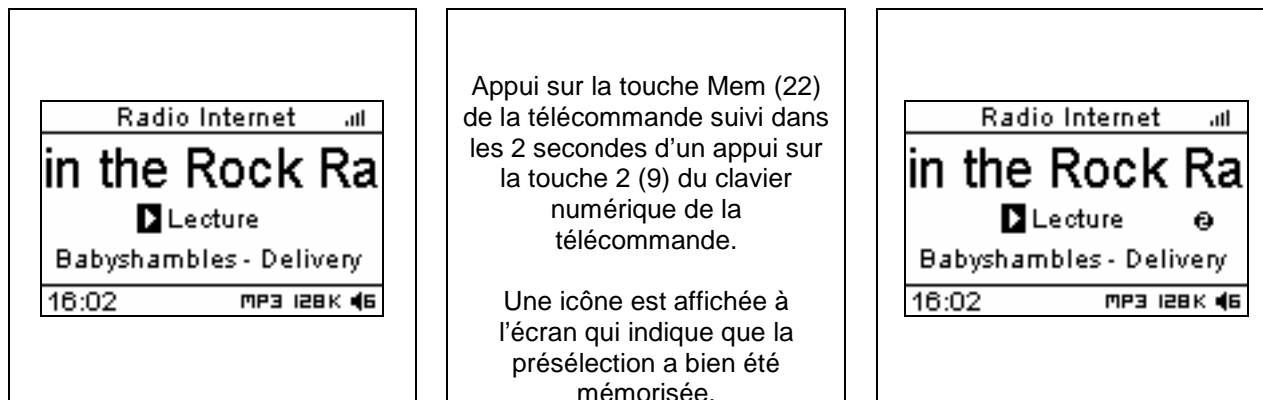 Radio Internet
in the Rock Ra
Lecture
Babyshambles - Delivery
16:02 MP3 128K 6
Appui sur la touche Mem (22)
de la télécommande suivi dans
les 2 secondes d’un appui sur
la touche 2 (9) du clavier
numérique de la
télécommande.
Une icône est affichée à
l’écran qui indique que la
présélection a bien été
mémorisée.
Radio Internet
in the Rock Ra
Lecture 2
Babyshambles - Delivery
16:02 MP3 128K 6